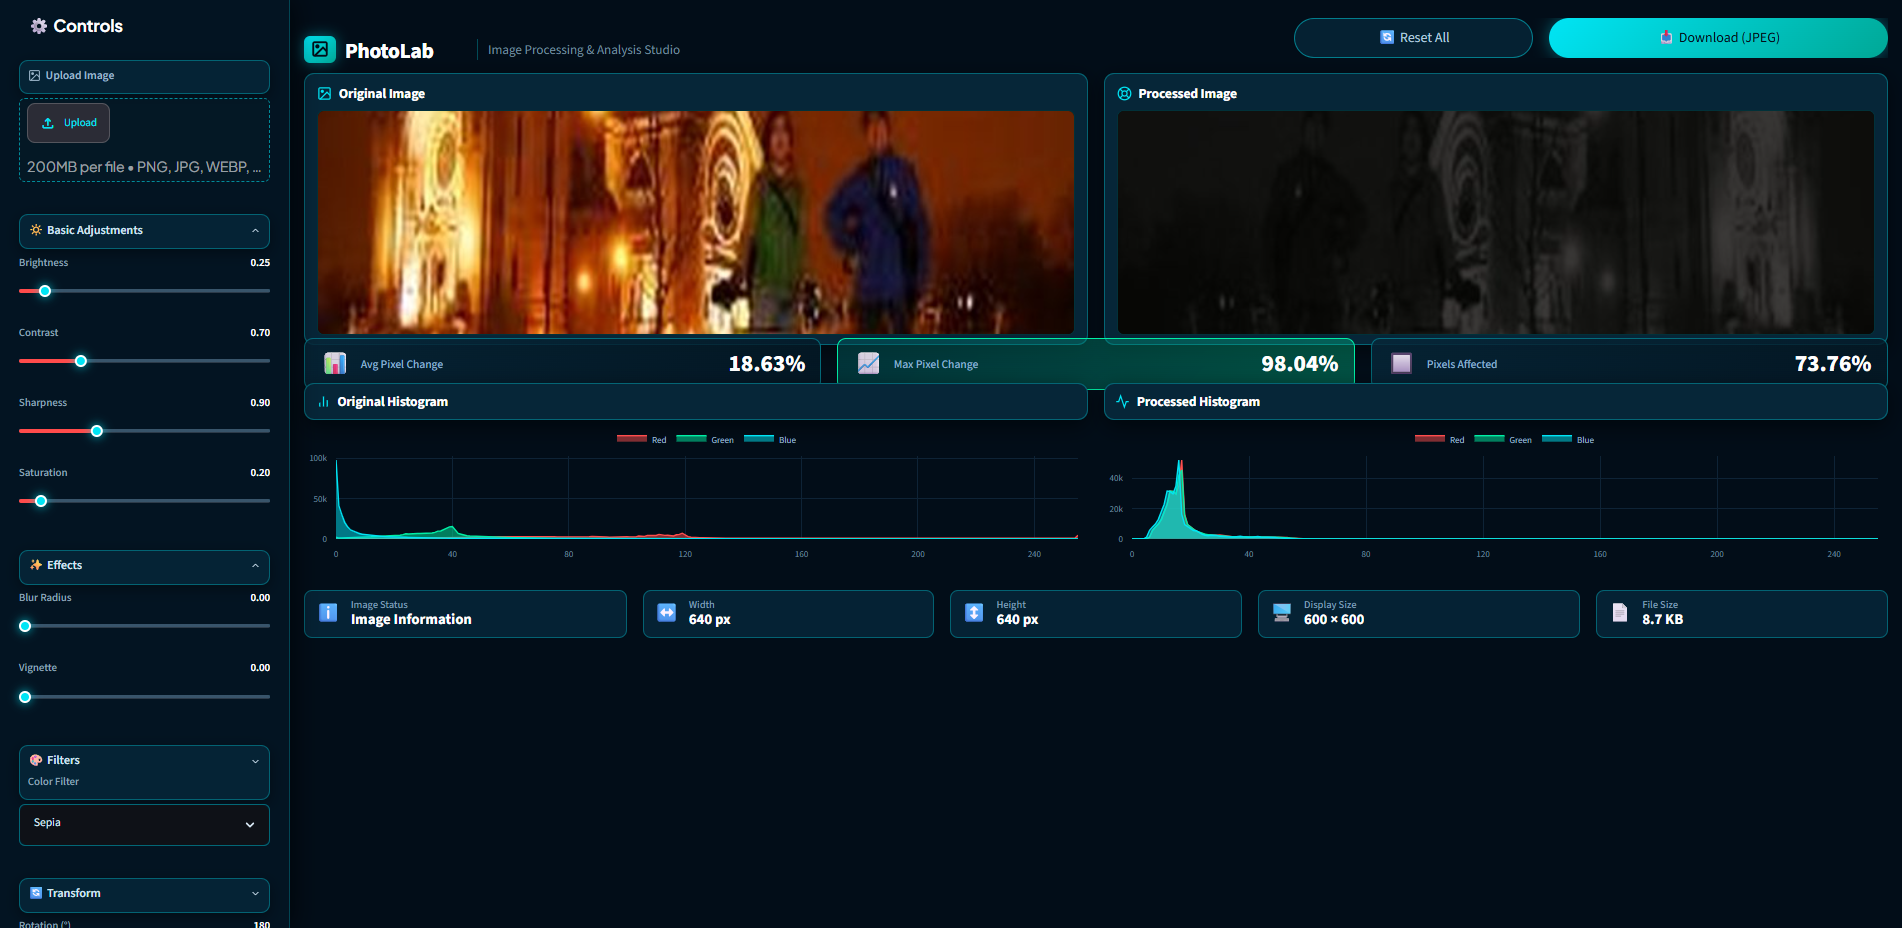 Controls
Upload Image
Upload
200MB per file • PNG, JPG, WEBP, ...
Basic Adjustments
Brightness 0.25
Contrast 0.70
Sharpness 0.90
Saturation 0.20
Effects
Blur Radius 0.00
Vignette 0.00
Filters
Color Filter
Sepia
Transform
Rotation (°) 180
PhotoLab Image Processing & Analysis Studio
Reset All
Download (JPEG)
Original Image
Processed Image
Avg Pixel Change 18.63%
Max Pixel Change 98.04%
Pixels Affected 73.76%
Original Histogram
Red Green Blue
100k
50k
0
0 40 80 120 160 200 240
Processed Histogram
Red Green Blue
40k
20k
0
0 40 80 120 160 200 240
Image Status
Image Information
Width
640 px
Height
640 px
Display Size
600 × 600
File Size
8.7 KB